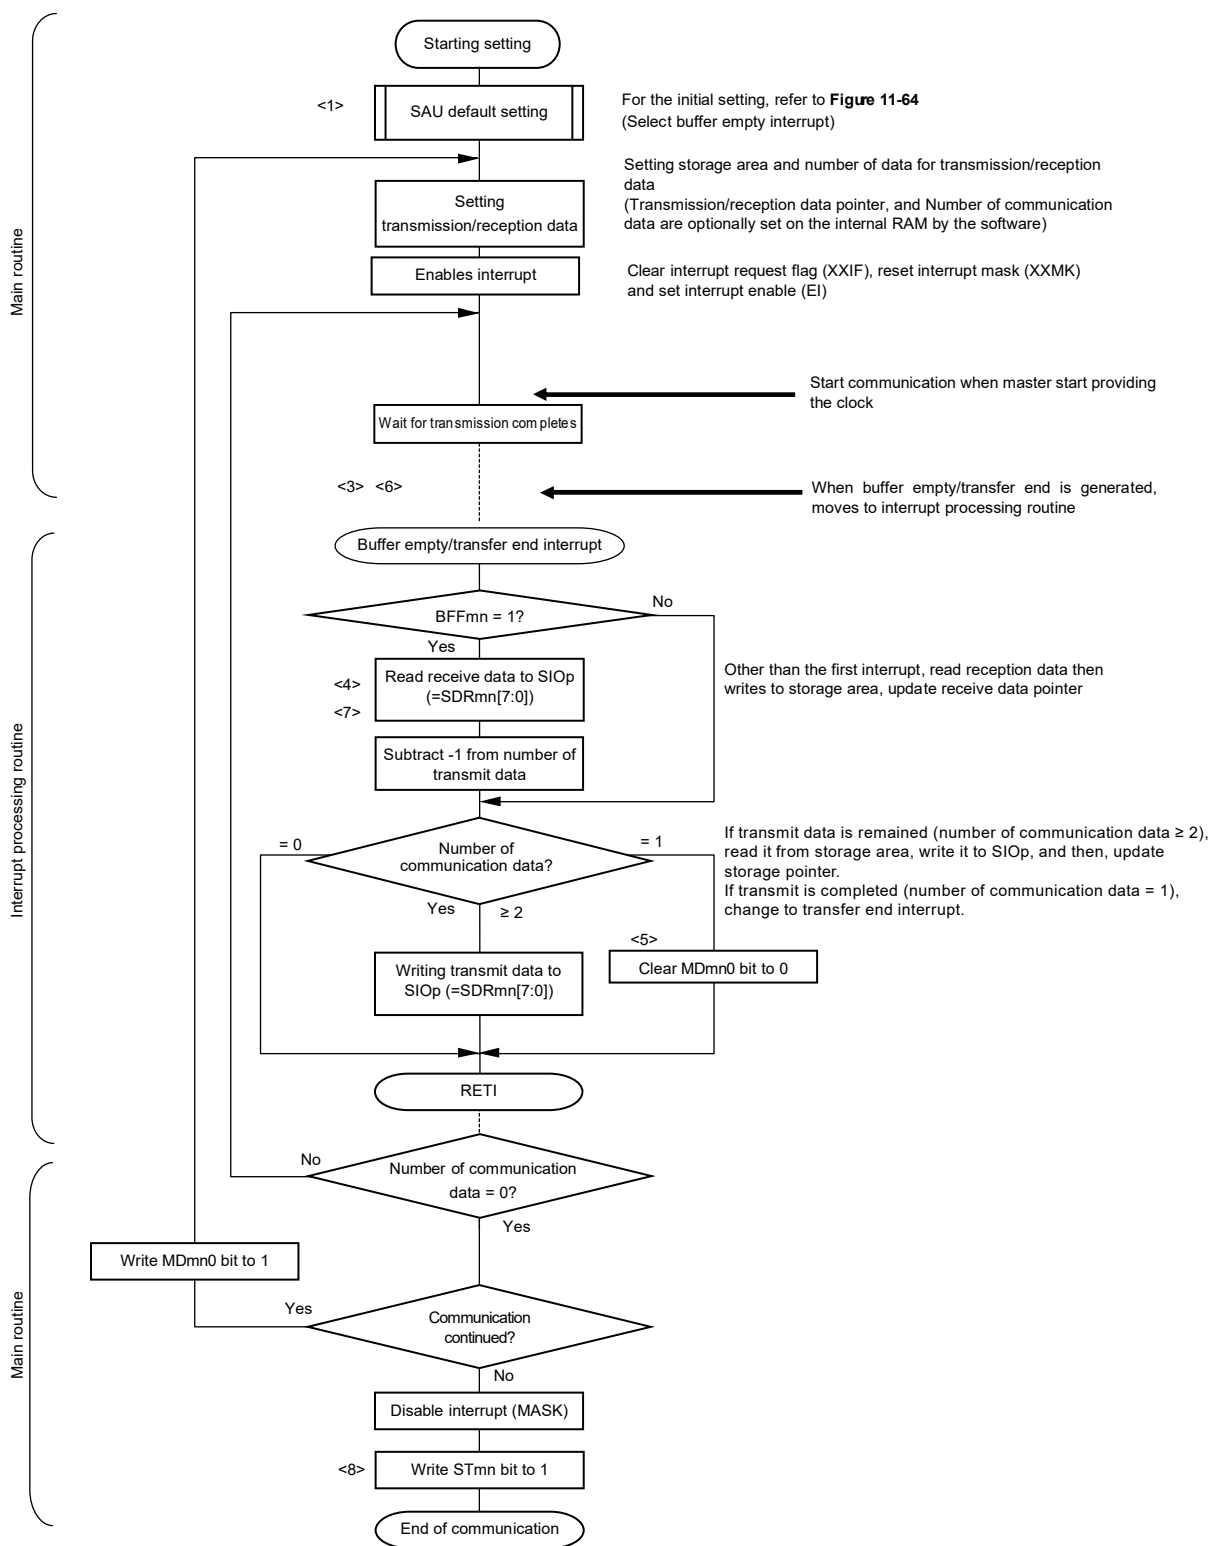 Starting setting
<1>
SAU default setting
For the initial setting, refer to Figure 11-64
(Select buffer empty interrupt)
Setting storage area and number of data for transmission/reception
data
(Transmission/reception data pointer, and Number of communication
data are optionally set on the internal RAM by the software)
Setting
transmission/reception data
Main routine
Enables interrupt
Clear interrupt request flag (XXIF), reset interrupt mask (XXMK)
and set interrupt enable (EI)
Start communication when master start providing
the clock
Wait for transmission completes
<3> <6>
When buffer empty/transfer end is generated,
moves to interrupt processing routine
Buffer empty/transfer end interrupt
BFFmn = 1?
No
Yes
<4>
Read receive data to SIOp
(=SDRmn[7:0])
<7>
Other than the first interrupt, read reception data then
writes to storage area, update receive data pointer
Subtract -1 from number of
transmit data
Interrupt processing routine
= 0
Number of
communication data?
= 1
If transmit data is remained (number of communication data ≥ 2),
read it from storage area, write it to SIOp, and then, update
storage pointer.
If transmit is completed (number of communication data = 1),
change to transfer end interrupt.
Yes
≥ 2
<5>
Writing transmit data to
SIOp (=SDRmn[7:0])
Clear MDmn0 bit to 0
RETI
No
Number of communication
data = 0?
Yes
Write MDmn0 bit to 1
Yes
Communication
continued?
No
Main routine
Disable interrupt (MASK)
<8>
Write STmn bit to 1
End of communication